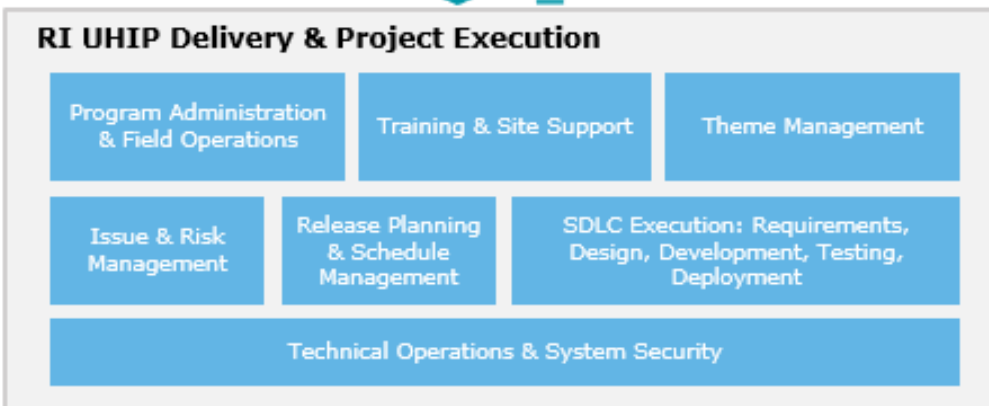 RI UHIP Delivery & Project Execution
Program Administration
& Field Operations
Training & Site Support
Theme Management
Issue & Risk
Management
Release Planning
& Schedule
Management
SDLC Execution: Requirements,
Design, Development, Testing,
Deployment
Technical Operations & System Security